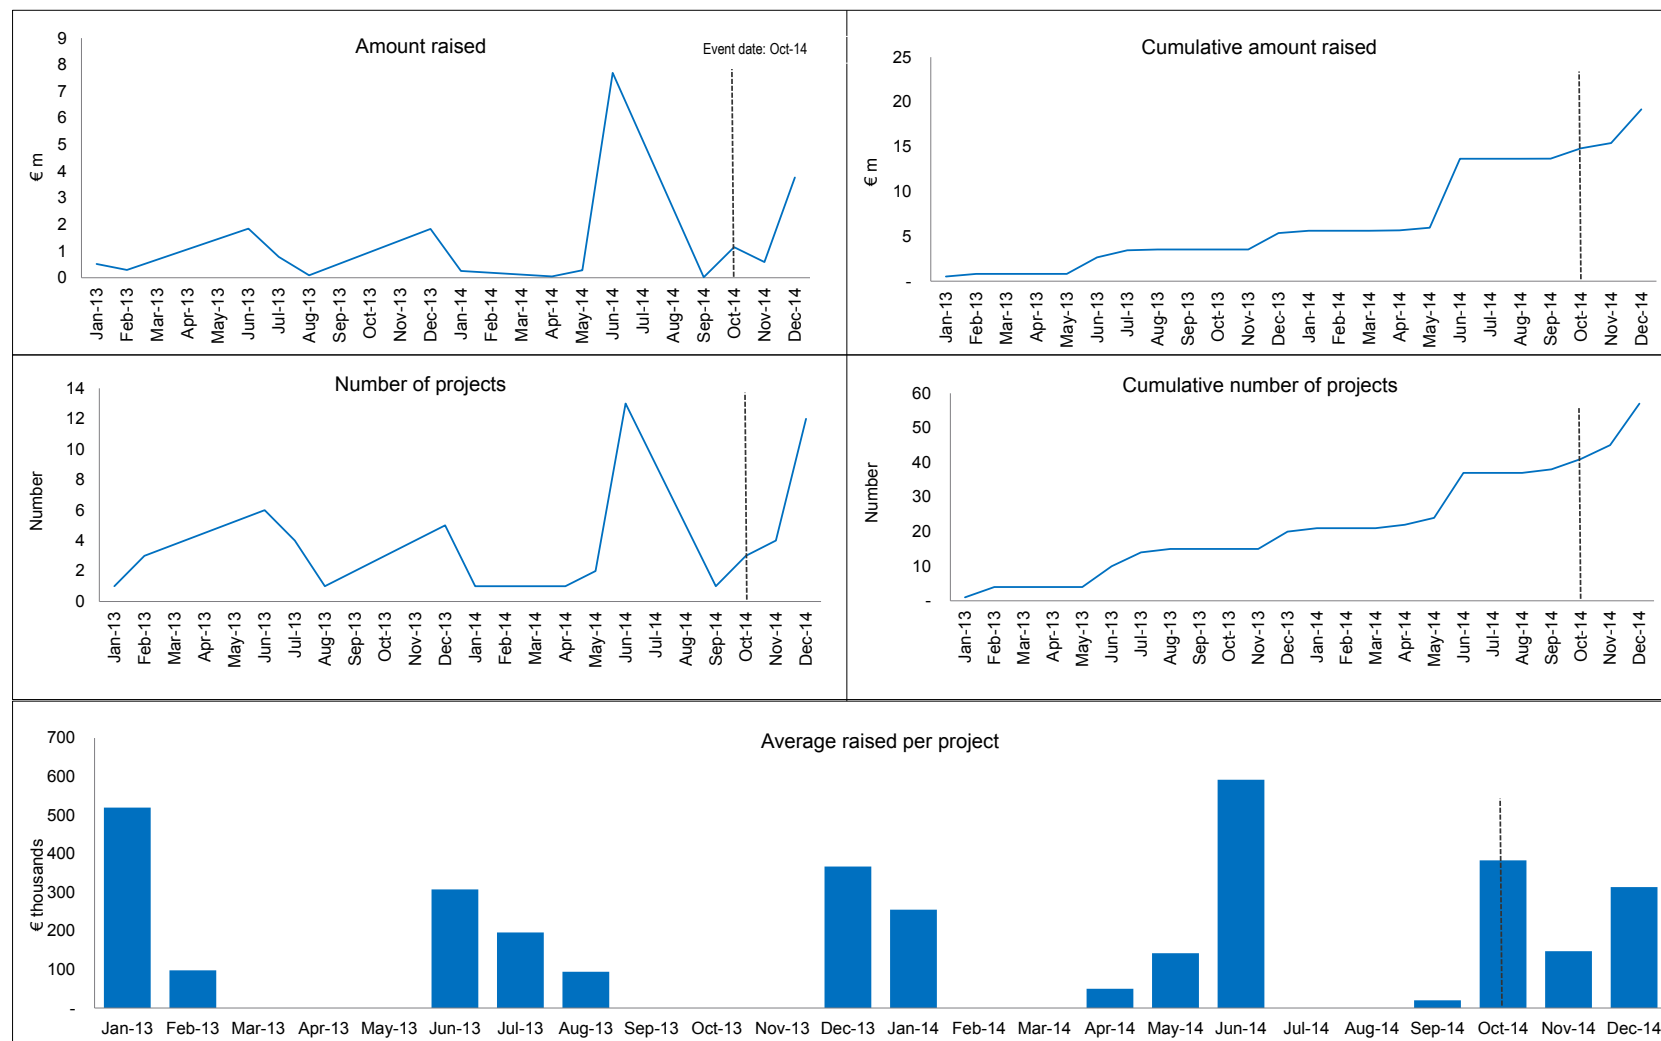 Amount raised
Event date: Oct-14
€ m
9
8
7
6
5
4
3
2
1
0
Jan-13 Feb-13 Mar-13 Apr-13 May-13 Jun-13 Jul-13 Aug-13 Sep-13 Oct-13 Nov-13 Dec-13 Jan-14 Feb-14 Mar-14 Apr-14 May-14 Jun-14 Jul-14 Aug-14 Sep-14 Oct-14 Nov-14 Dec-14
Cumulative amount raised
€ m
25
20
15
10
5
-
Jan-13 Feb-13 Mar-13 Apr-13 May-13 Jun-13 Jul-13 Aug-13 Sep-13 Oct-13 Nov-13 Dec-13 Jan-14 Feb-14 Mar-14 Apr-14 May-14 Jun-14 Jul-14 Aug-14 Sep-14 Oct-14 Nov-14 Dec-14
Number of projects
Number
14
12
10
8
6
4
2
0
Jan-13 Feb-13 Mar-13 Apr-13 May-13 Jun-13 Jul-13 Aug-13 Sep-13 Oct-13 Nov-13 Dec-13 Jan-14 Feb-14 Mar-14 Apr-14 May-14 Jun-14 Jul-14 Aug-14 Sep-14 Oct-14 Nov-14 Dec-14
Cumulative number of projects
Number
60
50
40
30
20
10
-
Jan-13 Feb-13 Mar-13 Apr-13 May-13 Jun-13 Jul-13 Aug-13 Sep-13 Oct-13 Nov-13 Dec-13 Jan-14 Feb-14 Mar-14 Apr-14 May-14 Jun-14 Jul-14 Aug-14 Sep-14 Oct-14 Nov-14 Dec-14
Average raised per project
€ thousands
700
600
500
400
300
200
100
-
Jan-13 Feb-13 Mar-13 Apr-13 May-13 Jun-13 Jul-13 Aug-13 Sep-13 Oct-13 Nov-13 Dec-13 Jan-14 Feb-14 Mar-14 Apr-14 May-14 Jun-14 Jul-14 Aug-14 Sep-14 Oct-14 Nov-14 Dec-14